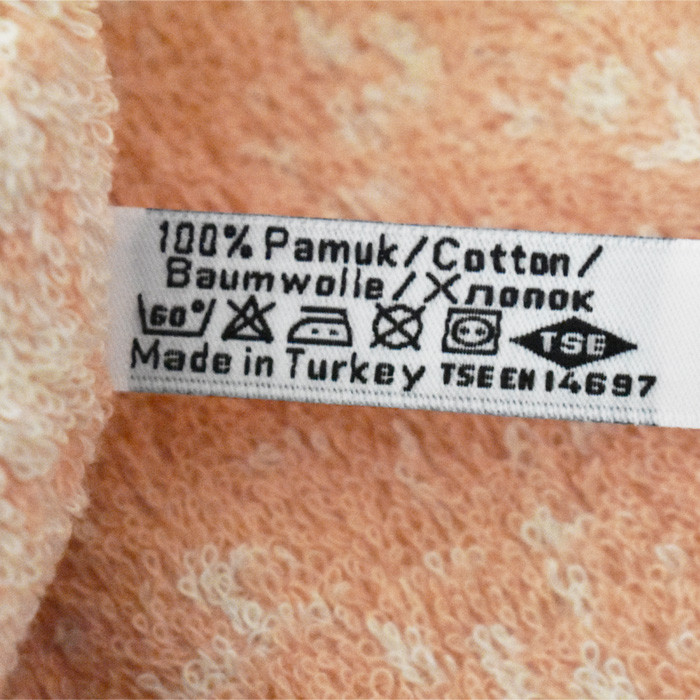 100% Pamuk/Cotton/
Baumwolle/Хлопок
60° TSE
Made in Turkey TSE EN 14697